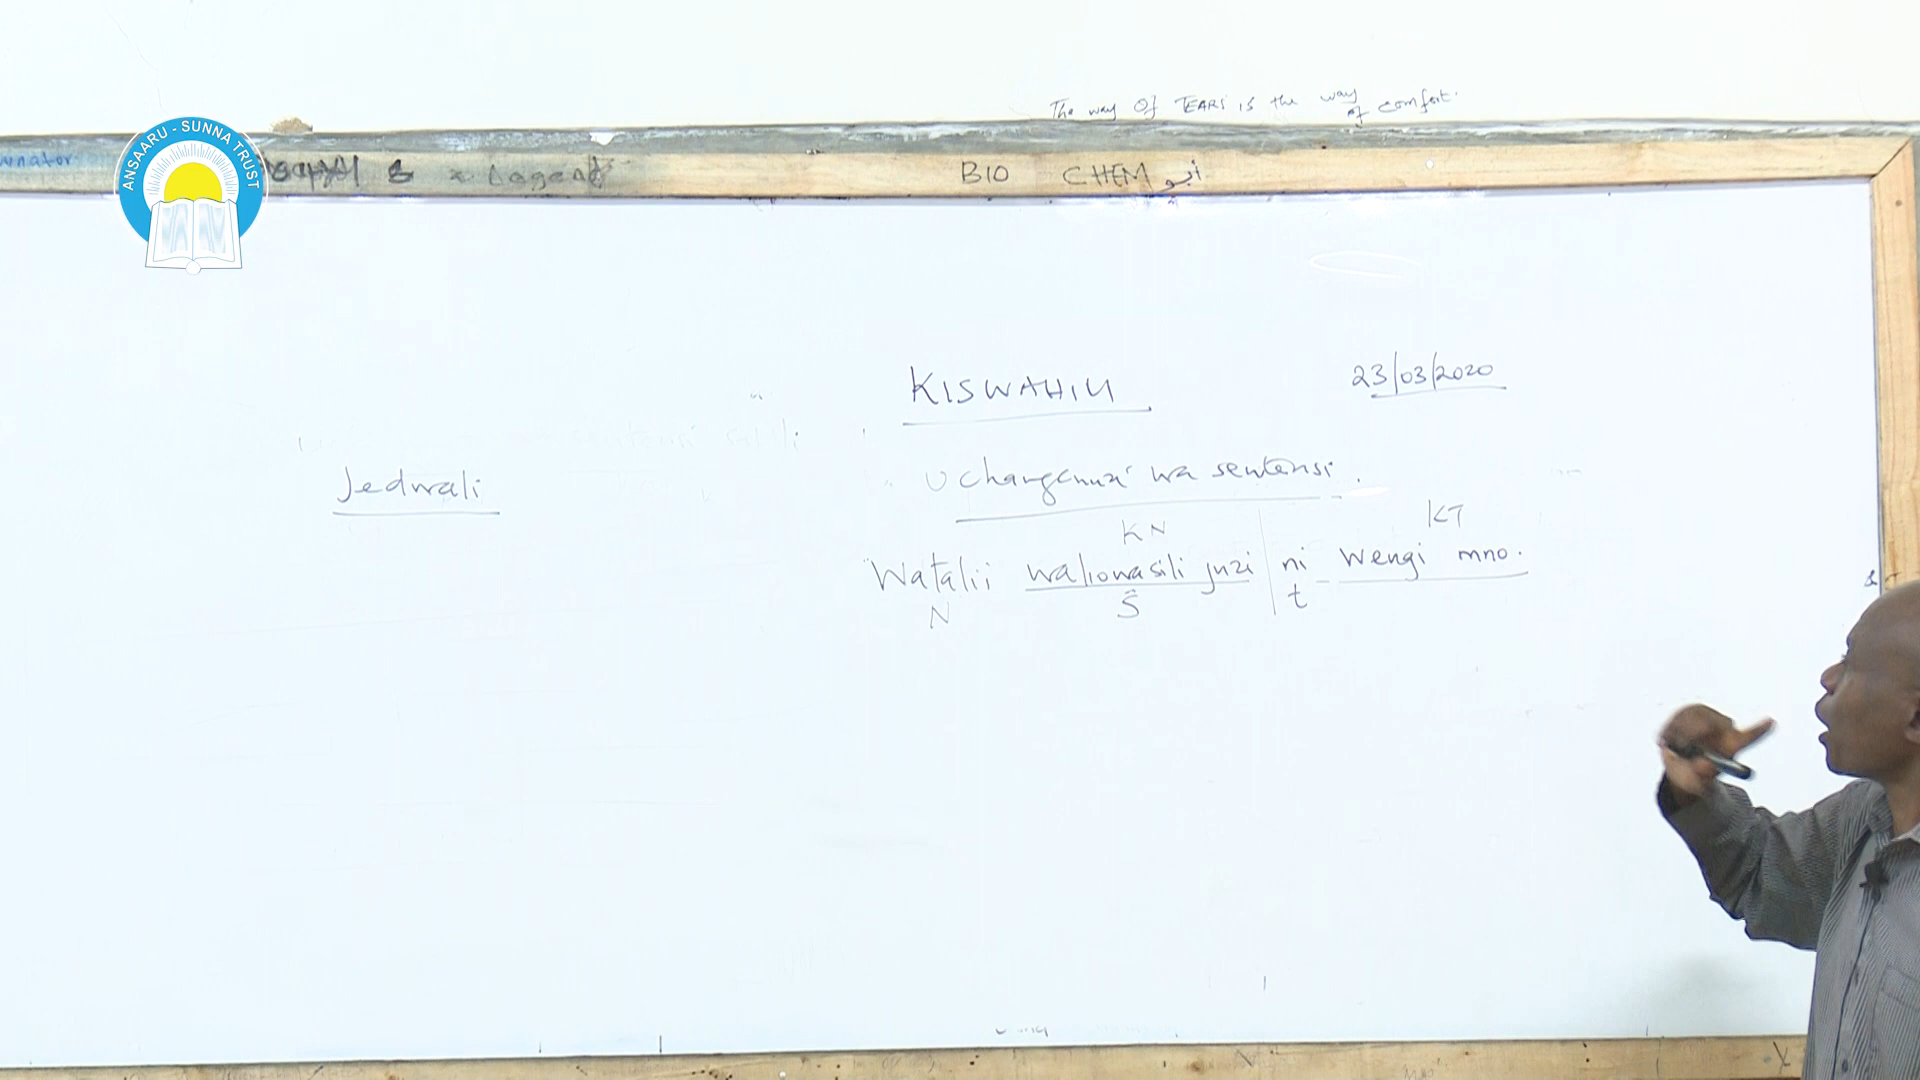 The way Of TEARS is the way of comfort.
ANSAARU - SUNNA TRUST
BIO CHEM أبو
KISWAHILI 23/03/2020
Jedwali
Uchanganuzi wa sentensi.
KN KT
Watalii waliowasili juzi ni wengi mno.
N S t